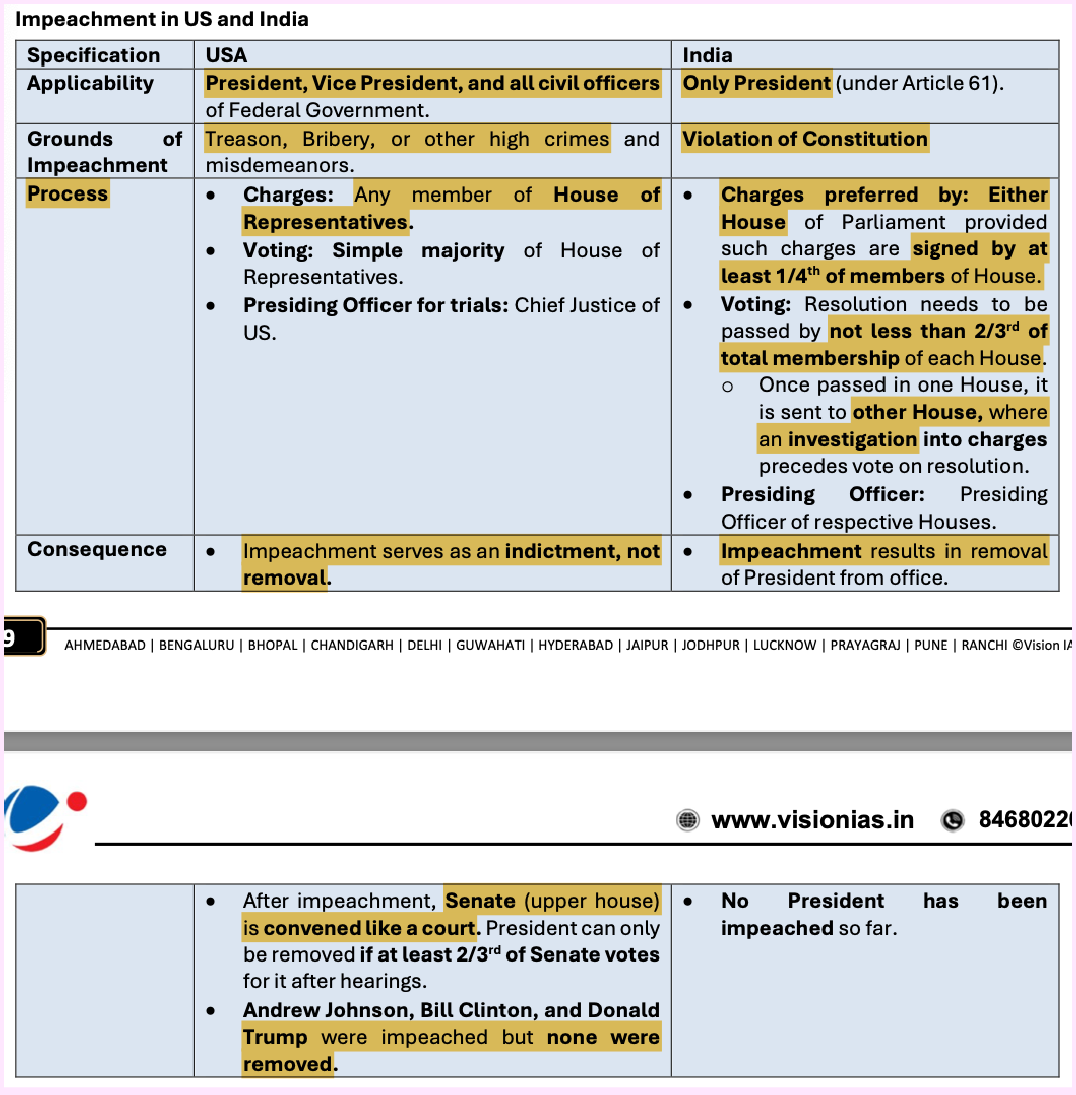 Impeachment in US and India
Specification USA India
Applicability President, Vice President, and all civil officers Only President (under Article 61).
of Federal Government.
Grounds of Treason, Bribery, or other high crimes and Violation of Constitution
Impeachment misdemeanors.
Process
• Charges: Any member of House of
Representatives.
• Voting: Simple majority of House of
Representatives.
• Presiding Officer for trials: Chief Justice of
US.
• Charges preferred by: Either
House of Parliament provided
such charges are signed by at
least 1/4th of members of House.
• Voting: Resolution needs to be
passed by not less than 2/3rd of
total membership of each House.
o Once passed in one House, it
is sent to other House, where
an investigation into charges
precedes vote on resolution.
• Presiding Officer: Presiding
Officer of respective Houses.
Consequence
• Impeachment serves as an indictment, not
removal.
• Impeachment results in removal
of President from office.
9
AHMEDABAD | BENGALURU | BHOPAL | CHANDIGARH | DELHI | GUWAHATI | HYDERABAD | JAIPUR | JODHPUR | LUCKNOW | PRAYAGRAJ | PUNE | RANCHI ©Vision IA
www.visionias.in 8468022
• After impeachment, Senate (upper house)
is convened like a court. President can only
be removed if at least 2/3rd of Senate votes
for it after hearings.
• Andrew Johnson, Bill Clinton, and Donald
Trump were impeached but none were
removed.
• No President has been
impeached so far.